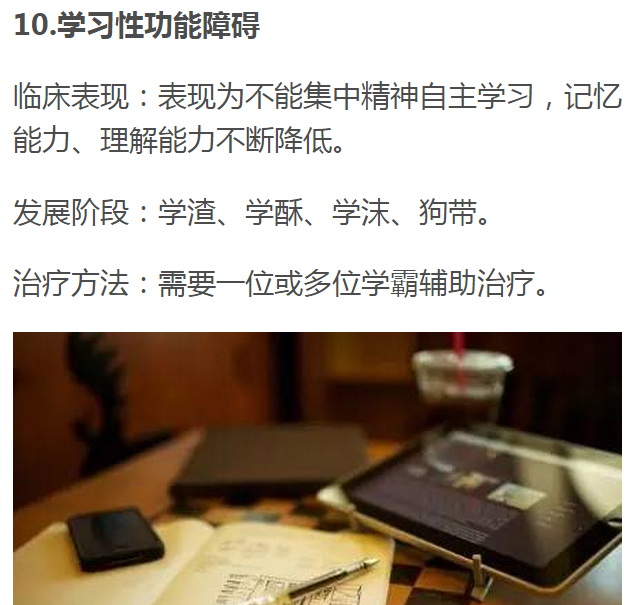 10.学习性功能障碍
临床表现：表现为不能集中精神自主学习，记忆
能力、理解能力不断降低。
发展阶段：学渣、学酥、学沫、狗带。
治疗方法：需要一位或多位学霸辅助治疗。